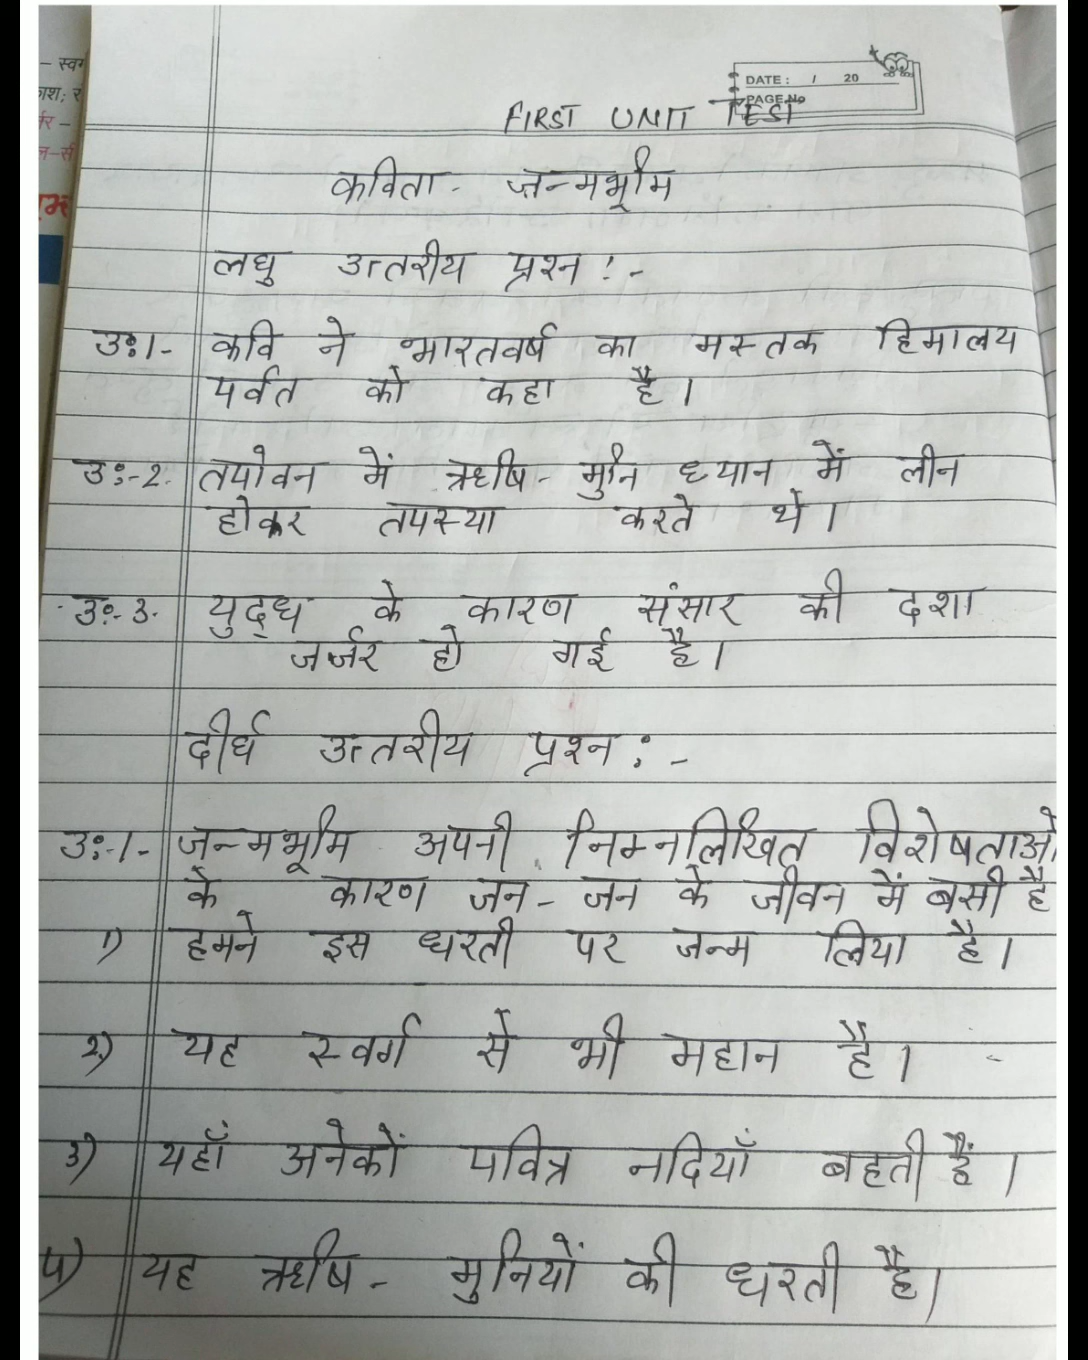 DATE: / 20
PAGE No
FIRST UNIT TEST
कविता - जन्मभूमि
लघु उत्तरीय प्रश्न :-
उ:1- कवि ने भारतवर्ष का मस्तक हिमालय
पर्वत को कहा है।
उ:-2. तपोवन में ऋषि - मुनि ध्यान में लीन
होकर तपस्या करते थे।
उ:- 3. युद्ध के कारण संसार की दशा
जर्जर हो गई है।
दीर्घ उत्तरीय प्रश्न :-
उ:-1- जन्मभूमि अपनी निम्नलिखित विशेषताओं
के कारण जन - जन के जीवन में बसी है
1) हमने इस धरती पर जन्म लिया है।
2) यह स्वर्ग से भी महान है।
3) यहाँ अनेकों पवित्र नदियाँ बहती हैं।
4) यह ऋषि - मुनियों की धरती है।